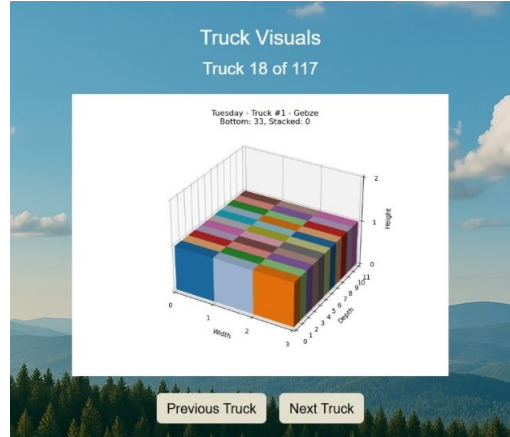 Truck Visuals
Truck 18 of 117
Tuesday - Truck #1 - Gebze
Bottom: 33, Stacked: 0
2
1
0
Height
0
1
2
3
Width
0
1
2
3
4
5
6
7
8
9
10
11
Depth
Previous Truck
Next Truck